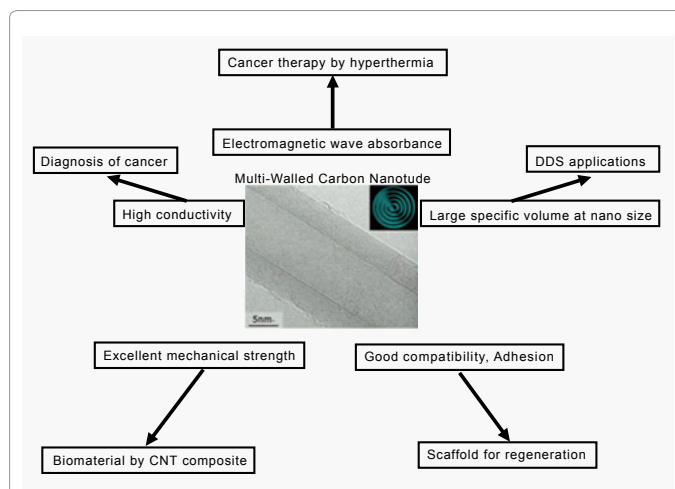 Cancer therapy by hyperthermia
Electromagnetic wave absorbance
Diagnosis of cancer
DDS applications
Multi-Walled Carbon Nanotude
High conductivity
Large specific volume at nano size
5nm
Excellent mechanical strength
Good compatibility, Adhesion
Biomaterial by CNT composite
Scaffold for regeneration